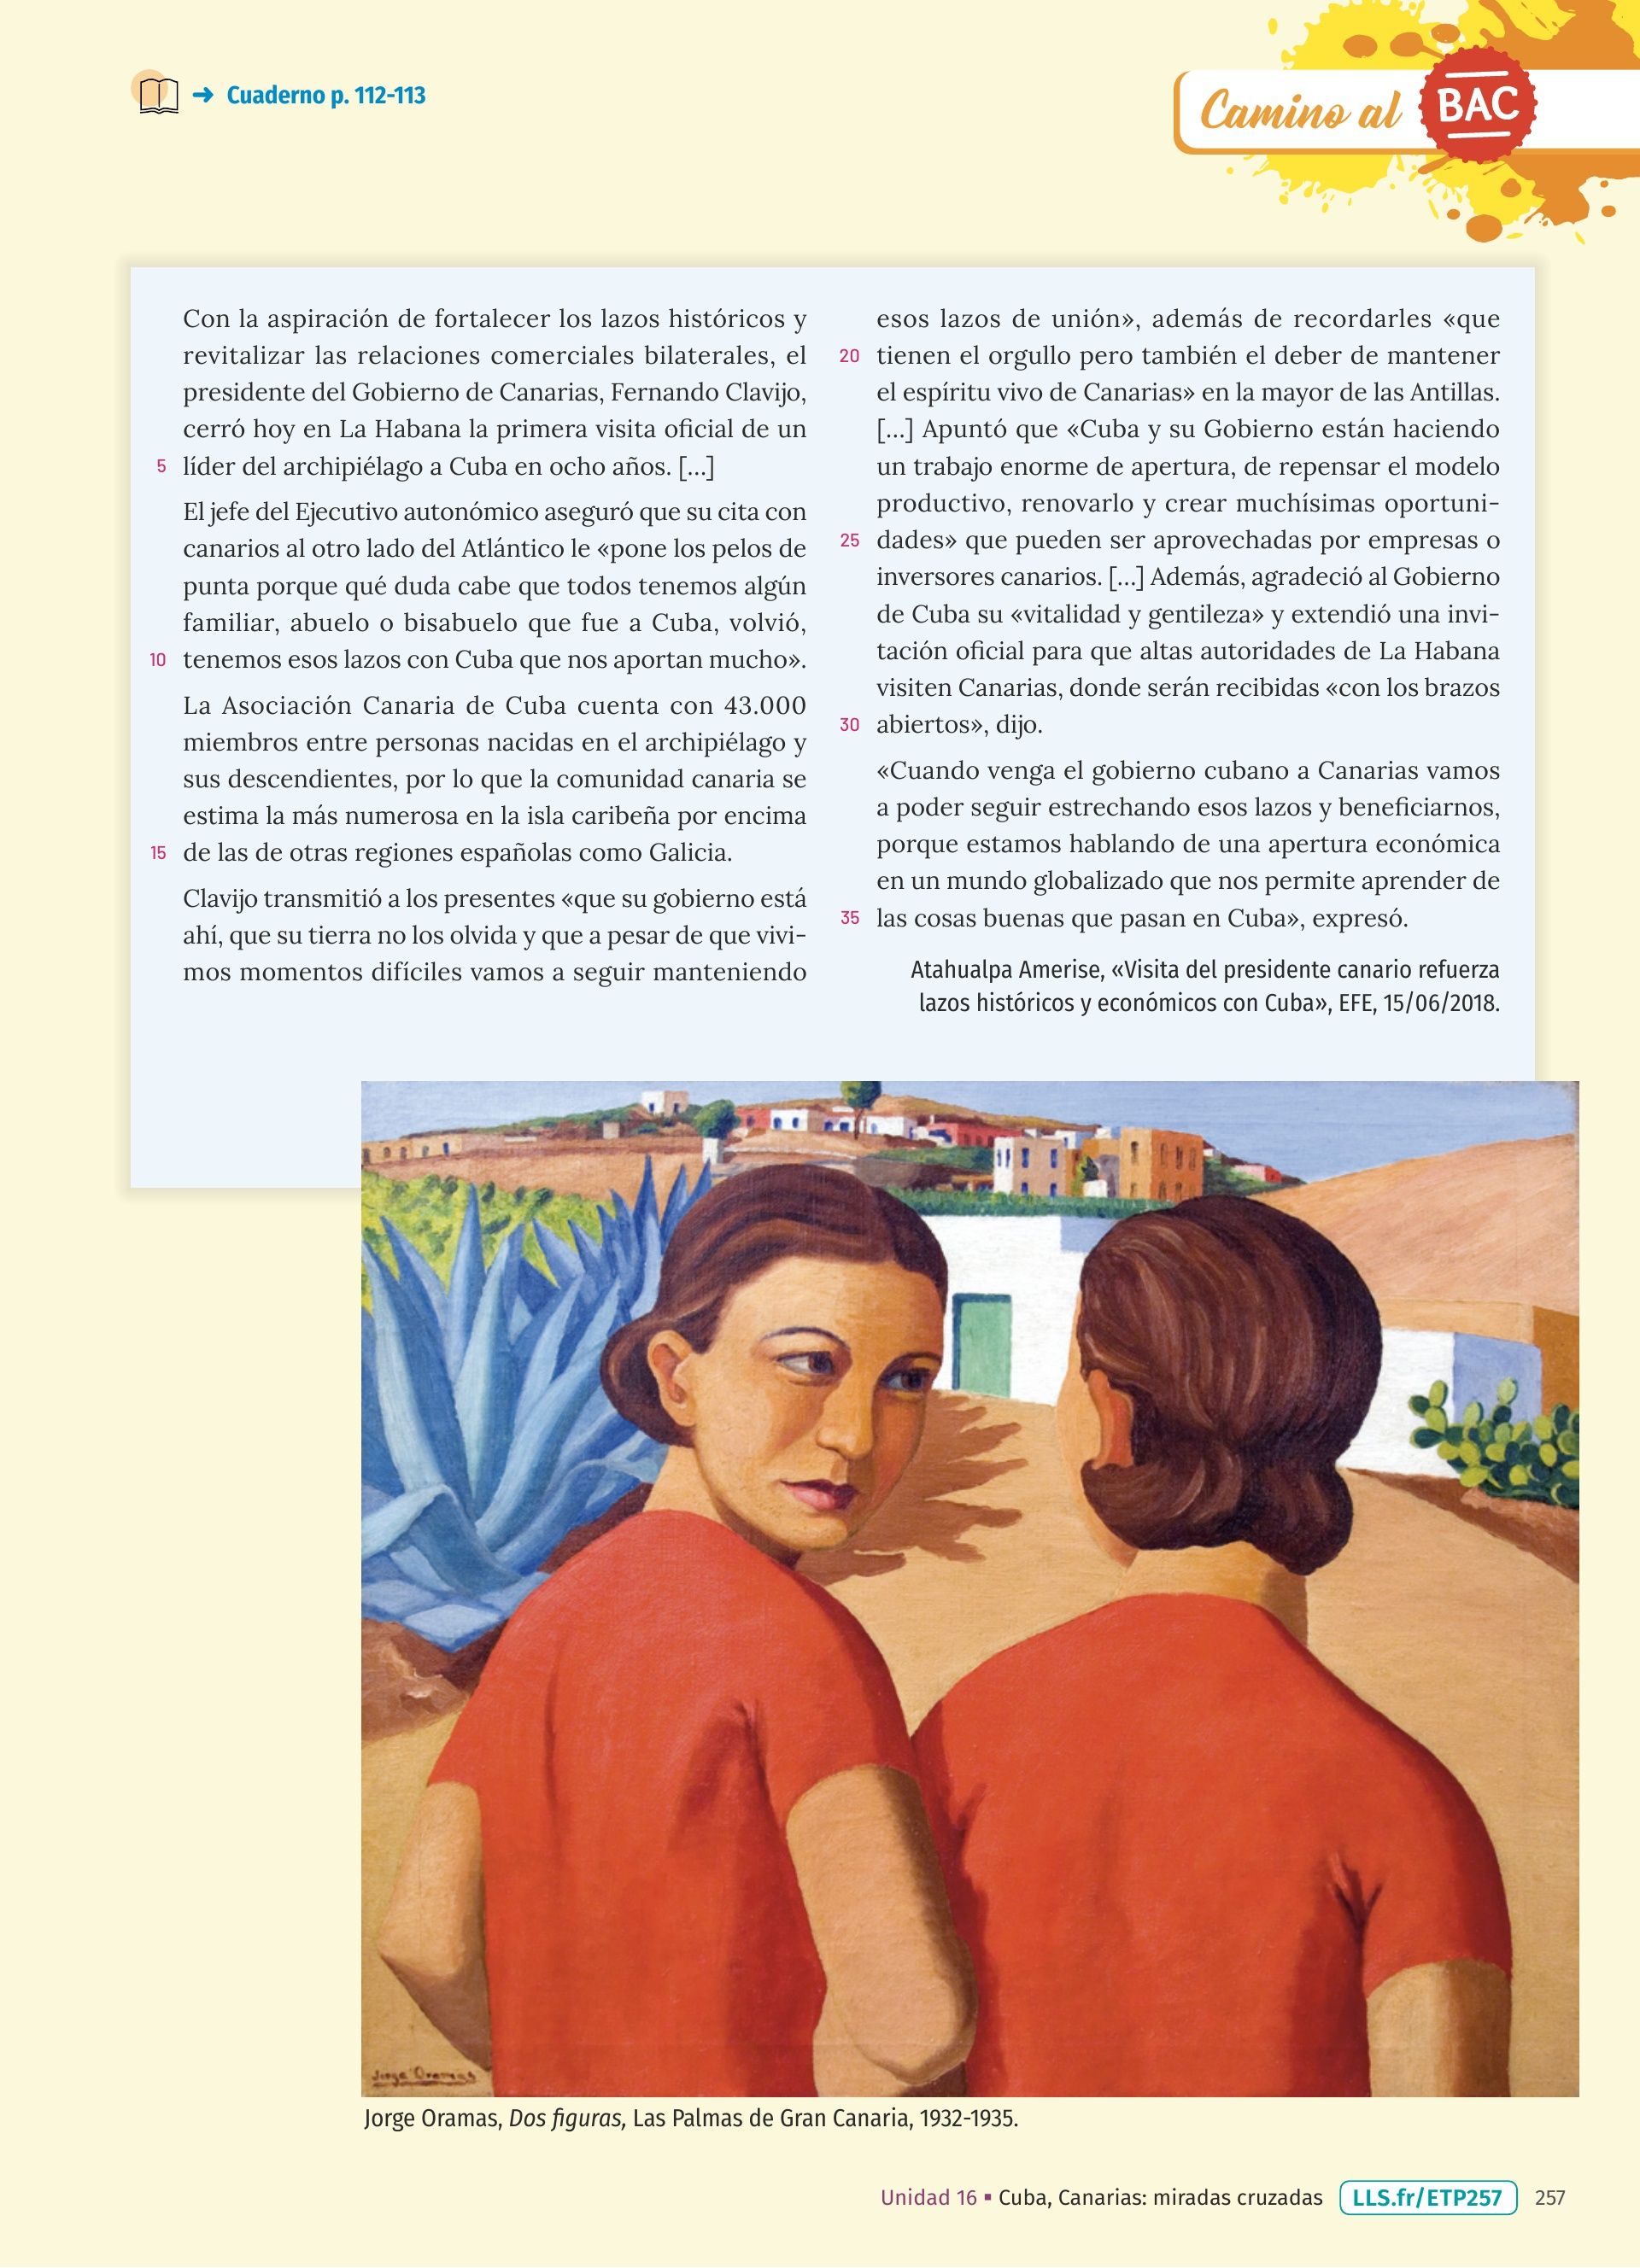 → Cuaderno p. 112-113
Camino al BAC
Con la aspiración de fortalecer los lazos históricos y
revitalizar las relaciones comerciales bilaterales, el
presidente del Gobierno de Canarias, Fernando Clavijo,
cerró hoy en La Habana la primera visita oficial de un
5 líder del archipiélago a Cuba en ocho años. [...]
El jefe del Ejecutivo autonómico aseguró que su cita con
canarios al otro lado del Atlántico le «pone los pelos de
punta porque qué duda cabe que todos tenemos algún
familiar, abuelo o bisabuelo que fue a Cuba, volvió,
10 tenemos esos lazos con Cuba que nos aportan mucho».
La Asociación Canaria de Cuba cuenta con 43.000
miembros entre personas nacidas en el archipiélago y
sus descendientes, por lo que la comunidad canaria se
estima la más numerosa en la isla caribeña por encima
15 de las de otras regiones españolas como Galicia.
Clavijo transmitió a los presentes «que su gobierno está
ahí, que su tierra no los olvida y que a pesar de que vivi-
mos momentos difíciles vamos a seguir manteniendo
esos lazos de unión», además de recordarles «que
20 tienen el orgullo pero también el deber de mantener
el espíritu vivo de Canarias» en la mayor de las Antillas.
[...] Apuntó que «Cuba y su Gobierno están haciendo
un trabajo enorme de apertura, de repensar el modelo
productivo, renovarlo y crear muchísimas oportuni-
25 dades» que pueden ser aprovechadas por empresas o
inversores canarios. [...] Además, agradeció al Gobierno
de Cuba su «vitalidad y gentileza» y extendió una invi-
tación oficial para que altas autoridades de La Habana
visiten Canarias, donde serán recibidas «con los brazos
30 abiertos», dijo.
«Cuando venga el gobierno cubano a Canarias vamos
a poder seguir estrechando esos lazos y beneficiarnos,
porque estamos hablando de una apertura económica
en un mundo globalizado que nos permite aprender de
35 las cosas buenas que pasan en Cuba», expresó.
Atahualpa Amerise, «Visita del presidente canario refuerza
lazos históricos y económicos con Cuba», EFE, 15/06/2018.
Jorge Oramas
Jorge Oramas, Dos figuras, Las Palmas de Gran Canaria, 1932-1935.
Unidad 16 ▪ Cuba, Canarias: miradas cruzadas LLS.fr/ETP257 257